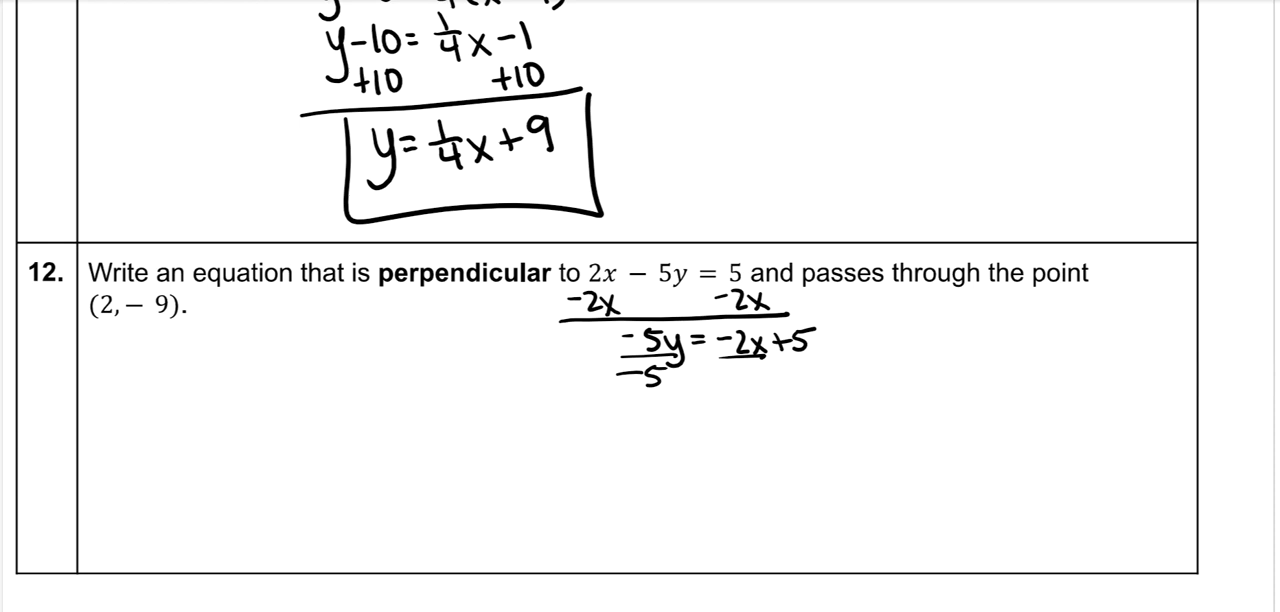 y-10= 1/4x-1
+10 +10
y= 1/4x+9
12. Write an equation that is perpendicular to 2x − 5y = 5 and passes through the point
(2,− 9).
-2x -2x
-5y = -2x+5
-5